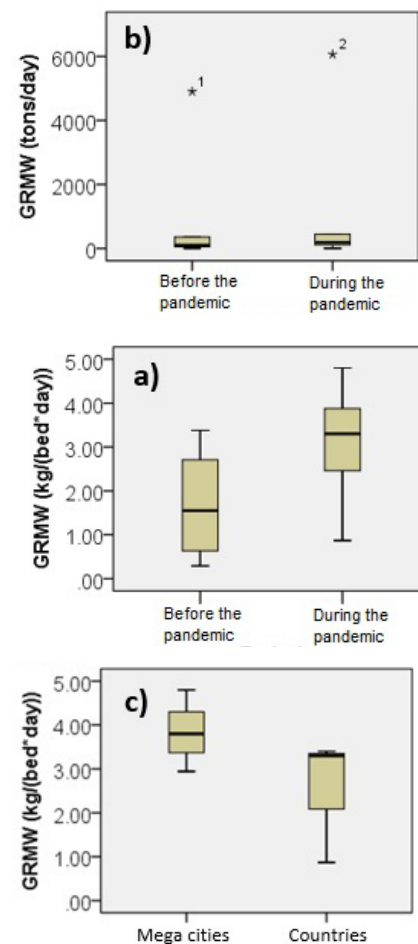 b)
GRMW (tons/day)
6000
4000
2000
0
*1
*2
Before the
pandemic
During the
pandemic
a)
GRMW (kg/(bed*day))
5.00
4.00
3.00
2.00
1.00
.00
Before the
pandemic
During the
pandemic
c)
GRMW (kg/(bed*day))
5.00
4.00
3.00
2.00
1.00
.00
Mega cities
Countries